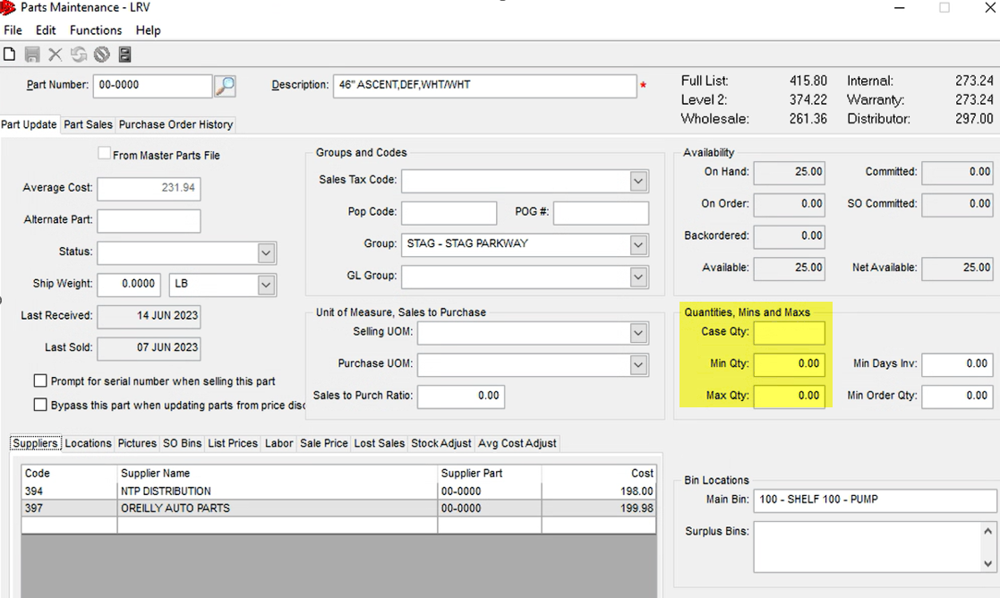 Parts Maintenance - LRV
File Edit Functions Help
Part Number: 00-0000 Description: 46" ASCENT,DEF,WHT/WHT *
Full List: 415.80 Internal: 273.24
Level 2: 374.22 Warranty: 273.24
Wholesale: 261.36 Distributor: 297.00
Part Update Part Sales Purchase Order History
From Master Parts File
Average Cost: 231.94
Alternate Part:
Status:
Ship Weight: 0.0000 LB
Last Received: 14 JUN 2023
Last Sold: 07 JUN 2023
Prompt for serial number when selling this part
Bypass this part when updating parts from price disc
Groups and Codes
Sales Tax Code:
Pop Code: POG #:
Group: STAG - STAG PARKWAY
GL Group:
Unit of Measure, Sales to Purchase
Selling UOM:
Purchase UOM:
Sales to Purch Ratio: 0.00
Availability
On Hand: 25.00 Committed: 0.00
On Order: 0.00 SO Committed: 0.00
Backordered: 0.00
Available: 25.00 Net Available: 25.00
Quantities, Mins and Maxs
Case Qty:
Min Qty: 0.00 Min Days Inv: 0.00
Max Qty: 0.00 Min Order Qty: 0.00
Suppliers Locations Pictures SO Bins List Prices Labor Sale Price Lost Sales Stock Adjust Avg Cost Adjust
Code Supplier Name Supplier Part Cost
394 NTP DISTRIBUTION 00-0000 198.00
397 OREILLY AUTO PARTS 00-0000 199.98
Bin Locations
Main Bin: 100 - SHELF 100 - PUMP
Surplus Bins: